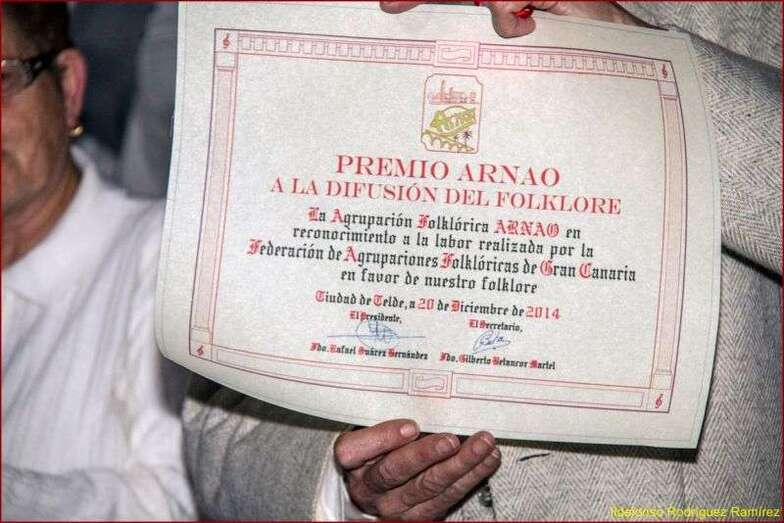 ARNAO
PREMIO ARNAO
A LA DIFUSIÓN DEL FOLKLORE
La Agrupación Folklórica ARNAO en
reconocimiento a la labor realizada por la
Federación de Agrupaciones Folklóricas de Gran Canaria
en favor de nuestro folklore
Ciudad de Telde, a 20 de Diciembre de 2014
El Presidente, El Secretario,
Fdo. Rafael Suárez Hernández Fdo. Gilberto Betancor Martel
Ildefonso Rodríguez Ramírez